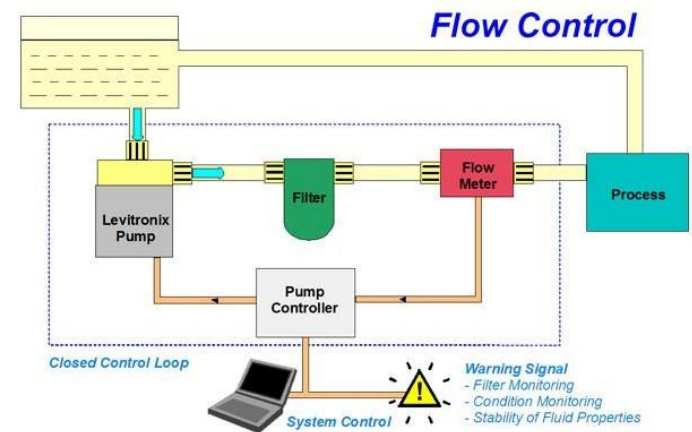 Flow Control
Levitronix
Pump
Filter
Flow
Meter
Process
Pump
Controller
Closed Control Loop
System Control
Warning Signal
- Filter Monitoring
- Condition Monitoring
- Stability of Fluid Properties